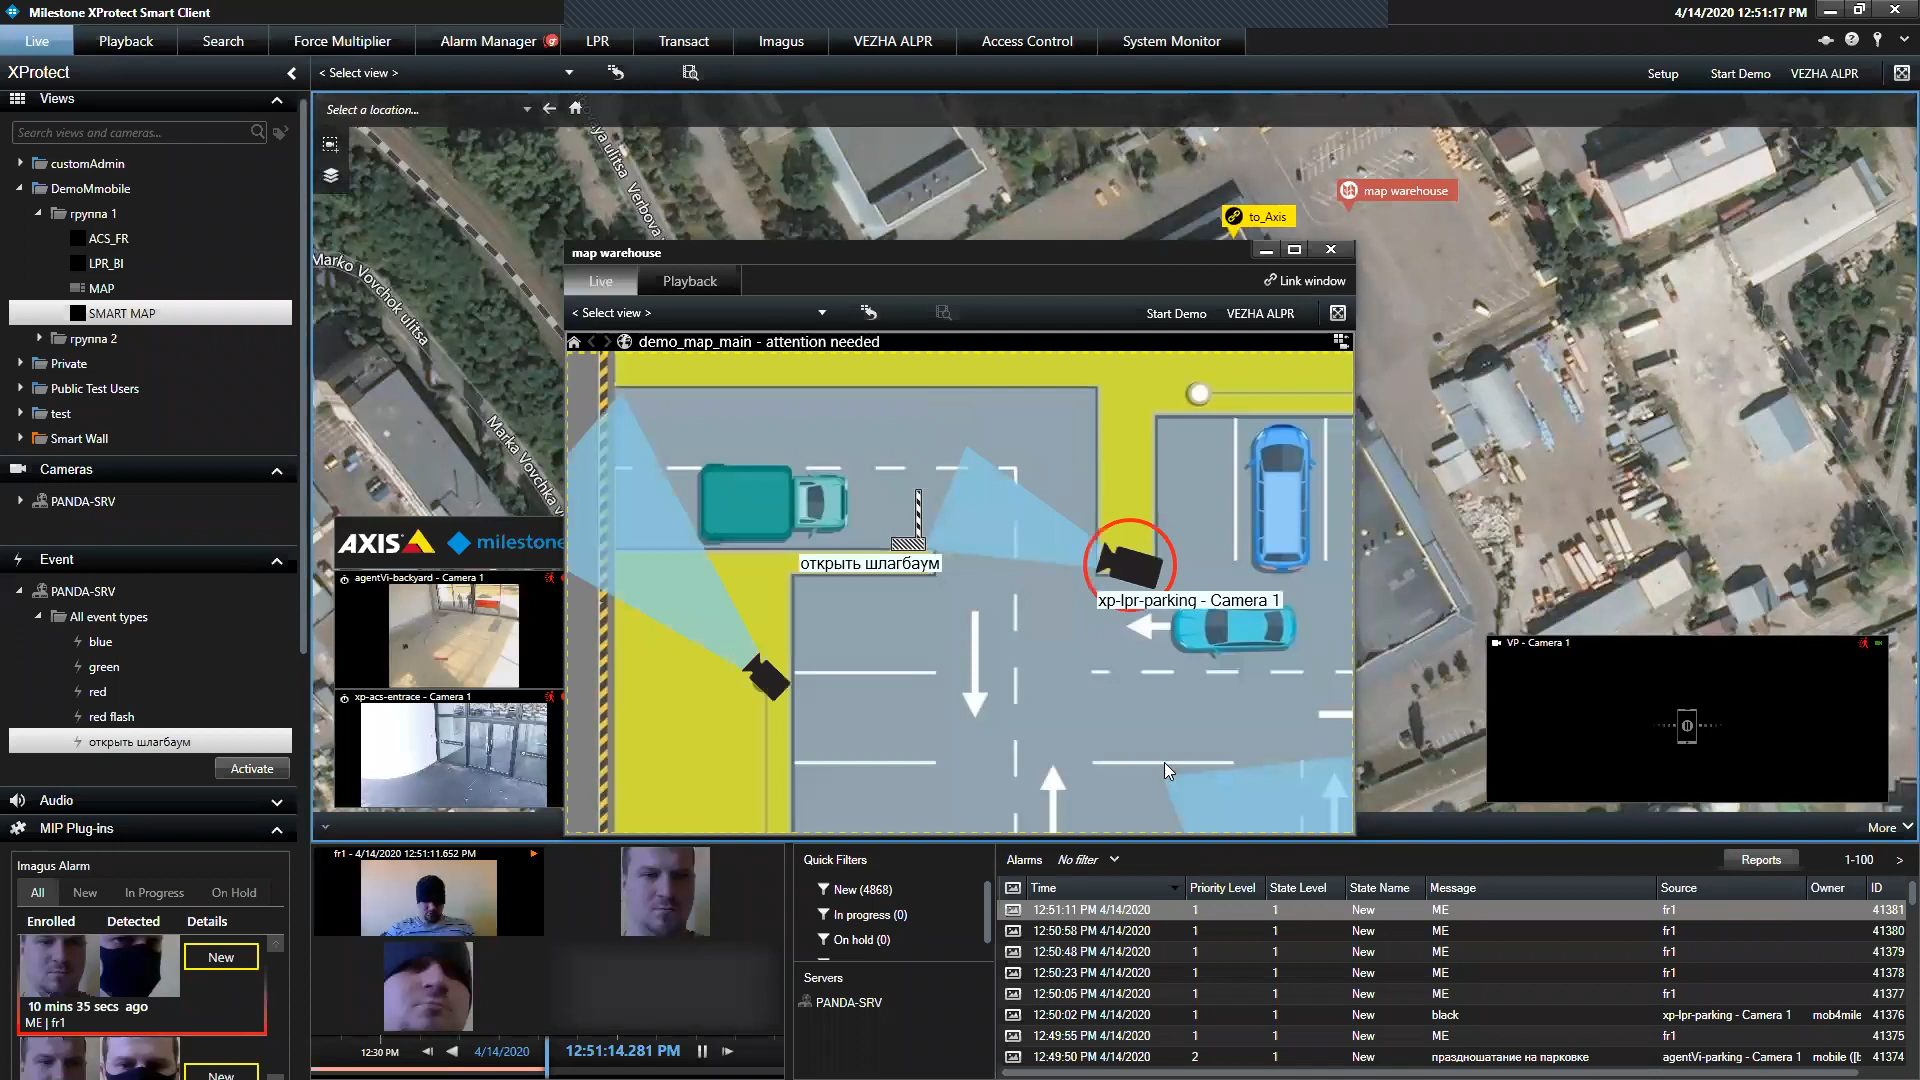 Milestone XProtect Smart Client
4/14/2020 12:51:17 PM
Live
Playback
Search
Force Multiplier
Alarm Manager
LPR
Transact
Imagus
VEZHA ALPR
Access Control
System Monitor
XProtect
< Select view >
Setup
Start Demo
VEZHA ALPR
Views
Search views and cameras...
customAdmin
DemoMmobile
группа 1
ACS_FR
LPR_BI
MAP
SMART MAP
группа 2
Private
Public Test Users
test
Smart Wall
Cameras
PANDA-SRV
Event
PANDA-SRV
All event types
blue
green
red
red flash
открыть шлагбаум
Activate
Audio
MIP Plug-ins
Imagus Alarm
All
New
In Progress
On Hold
Enrolled
Detected
Details
New
10 mins 35 secs ago
ME | fr1
New
Select a location...
Verbova
Marko Vovchok ulitsa
Marka Vovchka
map warehouse
to_Axis
AXIS
milestone
agentVi-backyard - Camera 1
xp-acs-entrace - Camera 1
map warehouse
Live
Playback
Link window
< Select view >
Start Demo
VEZHA ALPR
demo_map_main - attention needed
открыть шлагбаум
xp-lpr-parking - Camera 1
VP - Camera 1
More
fr1 - 4/14/2020 12:51:11.652 PM
12:30 PM
4/14/2020
12:51:14.281 PM
Quick Filters
New (4868)
In progress (0)
On hold (0)
Servers
PANDA-SRV
Alarms
No filter
Reports
1-100
>
Time Priority Level State Level State Name Message Source Owner ID
12:51:11 PM 4/14/2020 1 1 New ME fr1 41381
12:50:58 PM 4/14/2020 1 1 New ME fr1 41380
12:50:48 PM 4/14/2020 1 1 New ME fr1 41379
12:50:23 PM 4/14/2020 1 1 New ME fr1 41378
12:50:05 PM 4/14/2020 1 1 New ME fr1 41377
12:50:02 PM 4/14/2020 1 1 New black xp-lpr-parking - Camera 1 mob4mile 41376
12:49:55 PM 4/14/2020 1 1 New ME fr1 41375
12:49:50 PM 4/14/2020 2 1 New праздношатание на парковке agentVi-parking - Camera 1 mobile ([b 41374